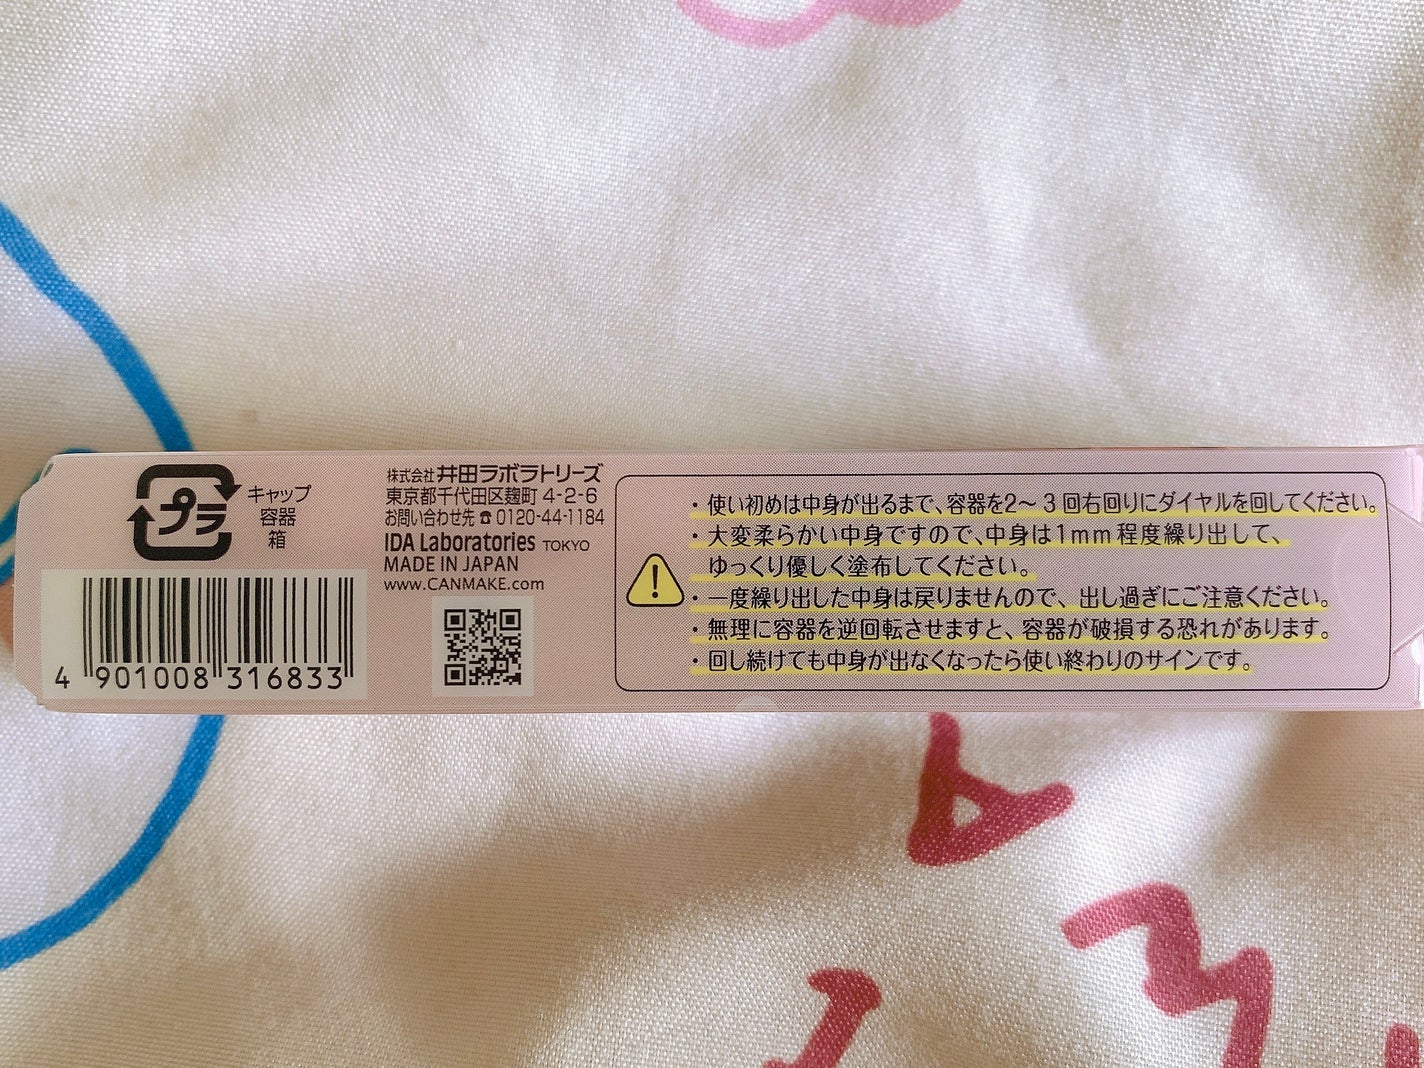 プラ
キャップ
容器
箱
4 901008 316833
株式会社 井田ラボラトリーズ
東京都千代田区麹町 4-2-6
お問い合わせ先 ☎ 0120-44-1184
IDA Laboratories TOKYO
MADE IN JAPAN
www.CANMAKE.com
・使い初めは中身が出るまで、容器を2〜3回右回りにダイヤルを回してください。
・大変柔らかい中身ですので、中身は1mm程度繰り出して、
ゆっくり優しく塗布してください。
・一度繰り出した中身は戻りませんので、出し過ぎにご注意ください。
・無理に容器を逆回転させますと、容器が破損する恐れがあります。
・回し続けても中身が出なくなったら使い終わりのサインです。